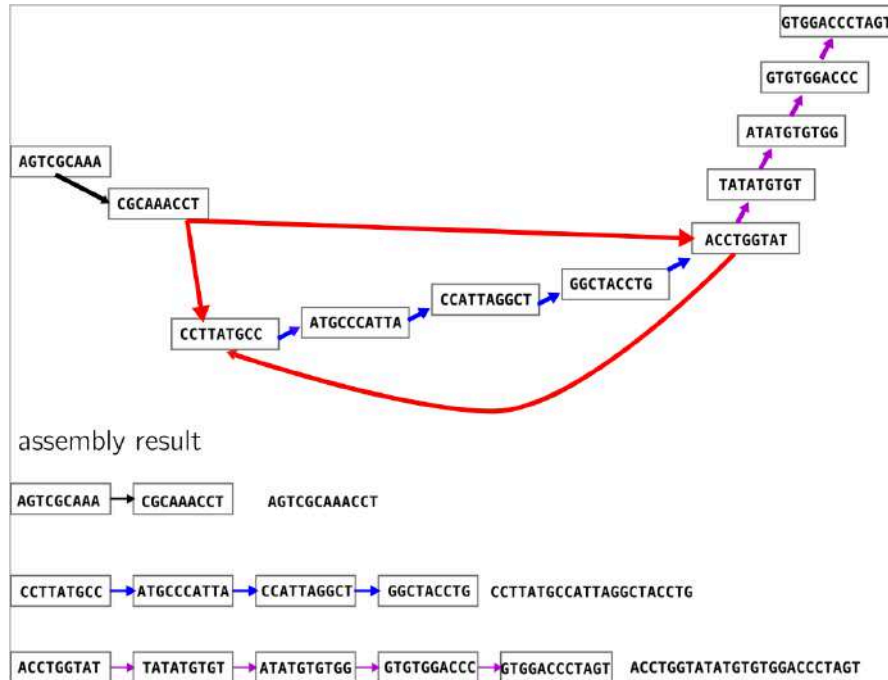 GTGGACCCTAGT
GTGTGGACCC
ATATGTGTGG
AGTCGCAAA
TATATGTGT
CGCAAACCT
ACCTGGTAT
GGCTACCTG
CCATTAGGCT
ATGCCCATTA
CCTTATGCC
assembly result
AGTCGCAAA CGCAAACCT AGTCGCAAACCT
CCTTATGCC ATGCCCATTA CCATTAGGCT GGCTACCTG CCTTATGCCATTAGGCTACCTG
ACCTGGTAT TATATGTGT ATATGTGTGG GTGTGGACCC GTGGACCCTAGT ACCTGGTATATGTGTGGACCCTAGT